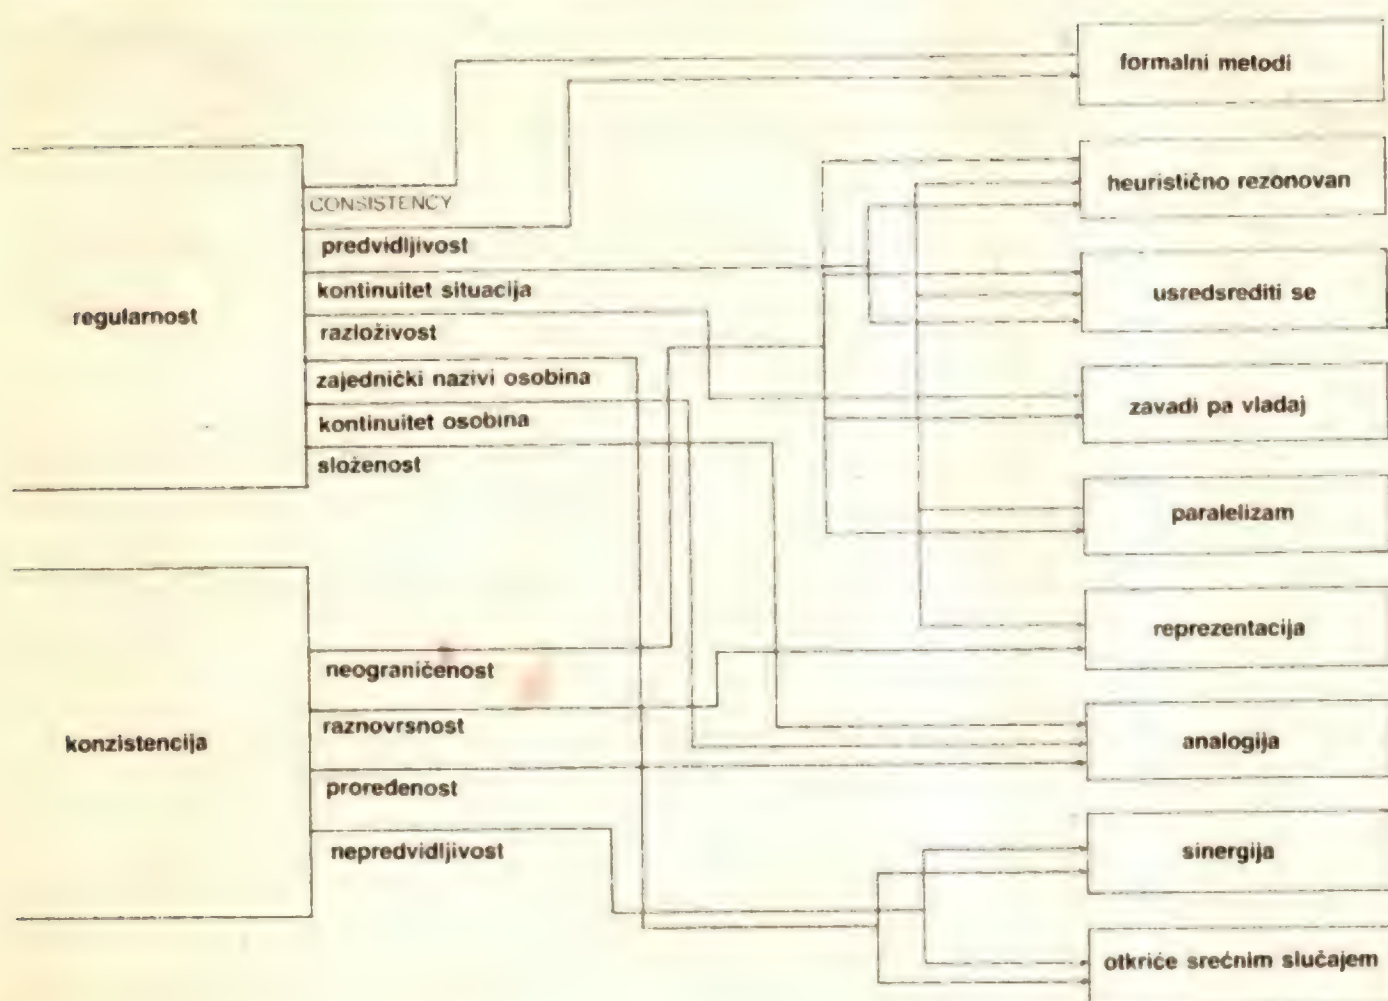 formalni metodi
heuristično rezonovan
usredsrediti se
zavadi pa vladaj
paralelizam
reprezentacija
analogija
sinergija
otkriće srećnim slučajem
regularnost
CONSISTENCY
predvidljivost
kontinuitet situacija
razloživost
zajednički nazivi osobina
kontinuitet osobina
složenost
konzistencija
neograničenost
raznovrsnost
proređenost
nepredvidljivost